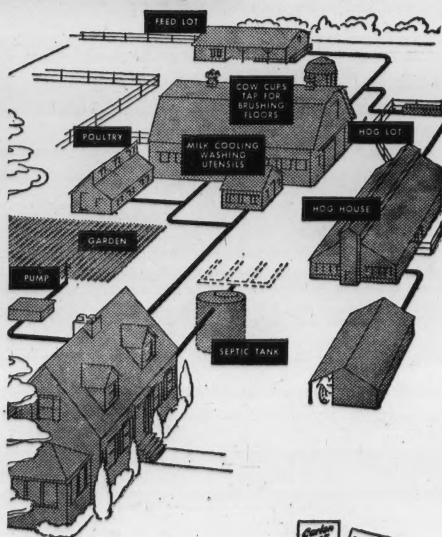 FEED LOT
COW CUPS
TAP FOR
BRUSHING
FLOORS
POULTRY
MILK COOLING
WASHING
UTENSILS
HOG LOT
HOG HOUSE
GARDEN
PUMP
SEPTIC TANK